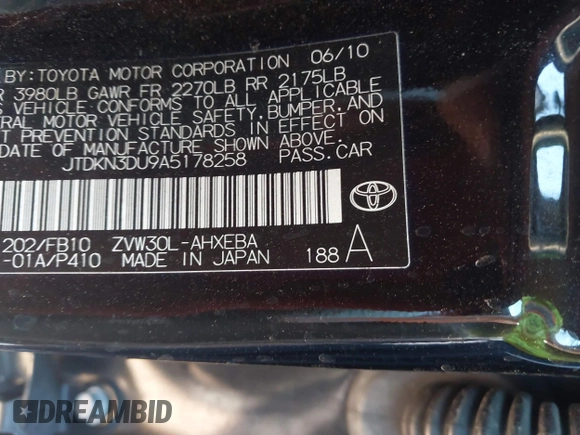 BY: TOYOTA MOTOR CORPORATION 06/10
R 3980LB GAWR FR 2270LB RR 2175LB
S VEHICLE CONFORMS TO ALL APPLICABLE
ERAL MOTOR VEHICLE SAFETY, BUMPER, AND
T PREVENTION STANDARDS IN EFFECT ON
DATE OF MANUFACTURE SHOWN ABOVE.
JTDKN3DU9A5178258 PASS. CAR
202/FB10 ZVW30L-AHXEBA
-01A/P410 MADE IN JAPAN 188 A
DREAMBID